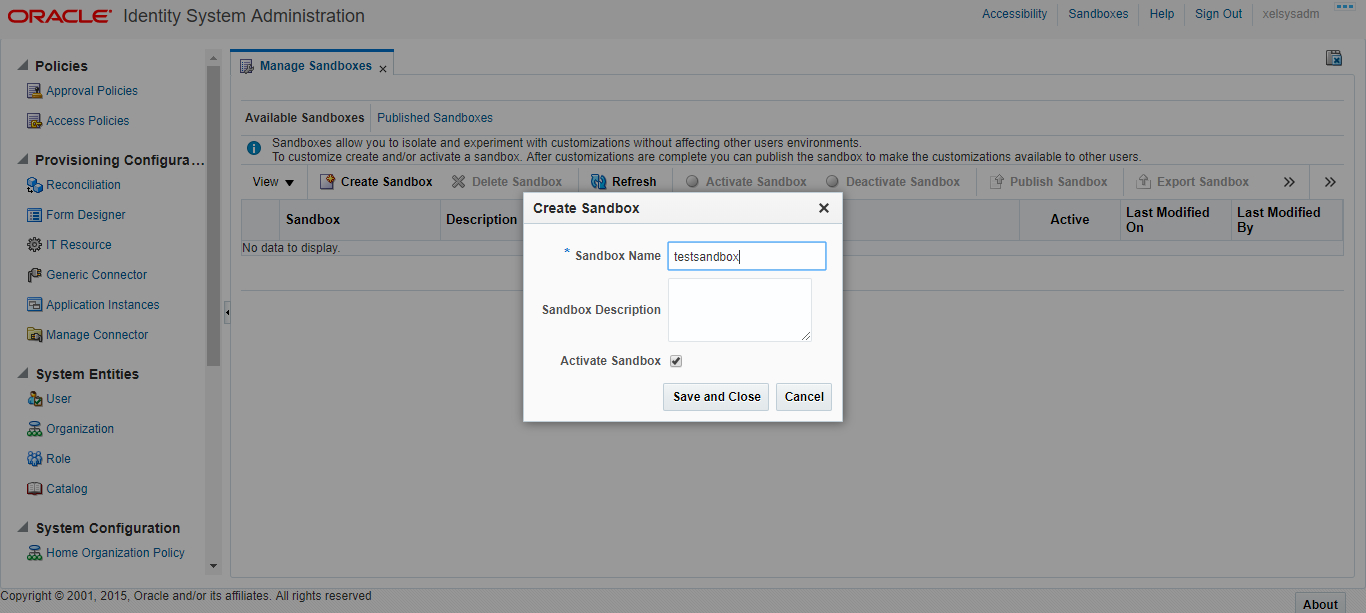 ORACLE® Identity System Administration
Accessibility Sandboxes Help Sign Out xelsysadm
Policies
Approval Policies
Access Policies
Provisioning Configura...
Reconciliation
Form Designer
IT Resource
Generic Connector
Application Instances
Manage Connector
System Entities
User
Organization
Role
Catalog
System Configuration
Home Organization Policy
Manage Sandboxes
Available Sandboxes Published Sandboxes
Sandboxes allow you to isolate and experiment with customizations without affecting other users environments.
To customize create and/or activate a sandbox. After customizations are complete you can publish the sandbox to make the customizations available to other users.
View Create Sandbox Delete Sandbox Refresh Activate Sandbox Deactivate Sandbox Publish Sandbox Export Sandbox
Sandbox Description Active Last Modified On Last Modified By
No data to display.
Create Sandbox
* Sandbox Name testsandbox
Sandbox Description
Activate Sandbox
Save and Close Cancel
Copyright © 2001, 2015, Oracle and/or its affiliates. All rights reserved
About